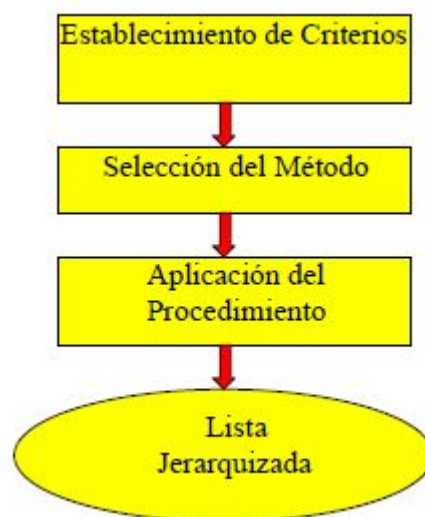 Establecimiento de Criterios
Selección del Método
Aplicación del
Procedimiento
Lista
Jerarquizada